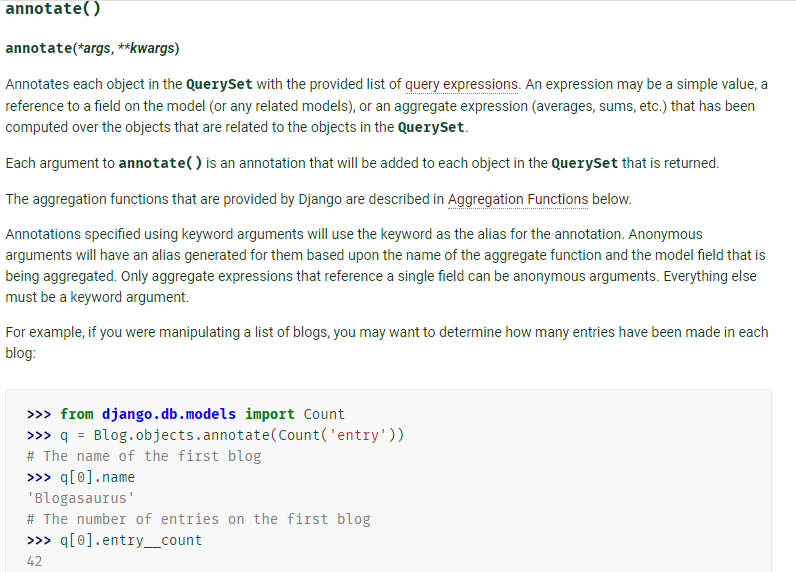 annotate()
annotate(*args, **kwargs)
Annotates each object in the QuerySet with the provided list of query expressions. An expression may be a simple value, a
reference to a field on the model (or any related models), or an aggregate expression (averages, sums, etc.) that has been
computed over the objects that are related to the objects in the QuerySet.
Each argument to annotate() is an annotation that will be added to each object in the QuerySet that is returned.
The aggregation functions that are provided by Django are described in Aggregation Functions below.
Annotations specified using keyword arguments will use the keyword as the alias for the annotation. Anonymous
arguments will have an alias generated for them based upon the name of the aggregate function and the model field that is
being aggregated. Only aggregate expressions that reference a single field can be anonymous arguments. Everything else
must be a keyword argument.
For example, if you were manipulating a list of blogs, you may want to determine how many entries have been made in each
blog:
>>> from django.db.models import Count
>>> q = Blog.objects.annotate(Count('entry'))
# The name of the first blog
>>> q[0].name
'Blogasaurus'
# The number of entries on the first blog
>>> q[0].entry__count
42